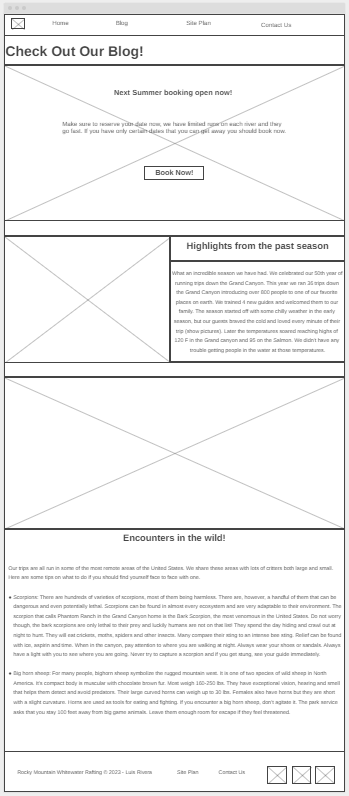 Home Blog Site Plan Contact Us
Check Out Our Blog!
Next Summer booking open now!
Make sure to reserve your date now, we have limited runs on each river and they
go fast. If you have only certain dates that you can get away you should book now.
Book Now!
Highlights from the past season
What an incredible season we have had. We celebrated our 50th year of
running trips down the Grand Canyon. This year we ran 36 trips down
the Grand Canyon introducing over 600 people to one of our favorite
places on earth. We trained 4 new guides and welcomed them to our
family. The season started off with some chilly weather in the early
season, but our guests braved the cold and loved every minute of their
trip (show pictures). Later the temperatures soared reaching highs of
120 F in the Grand canyon and 95 on the Salmon. We didn't have any
trouble getting people in the water at those temperatures.
Encounters in the wild!
Our trips are all run in some of the most remote areas of the United States. We share these areas with lots of critters both large and small.
Here are some tips on what to do if you should find yourself face to face with one.
• Scorpions: There are hundreds of varieties of scorpions, most of them being harmless. There are, however, a handful of them that can be
dangerous and even potentially lethal. Scorpions can be found in almost every ecosystem and are very adaptable to their environment. The
scorpion that calls Phantom Ranch in the Grand Canyon home is the Bark Scorpion, the most venomous in the United States. Do not worry
though, the bark scorpions are only lethal to their prey and luckily humans are not on that list! They spend the day hiding and crawl out at
night to hunt. They will eat crickets, moths, spiders and other insects. Many compare their sting to an intense bee sting. Relief can be found
with ice, aspirin and time. When in the canyon, pay attention to where you are walking at night. Always wear your shoes or sandals. Always
have a light with you to see where you are going. Never try to capture a scorpion and if you get stung, see your guide immediately.
• Big horn sheep: For many people, bighorn sheep symbolize the rugged mountain west. It is one of two species of wild sheep in North
America. It's compact body is muscular with chocolate brown fur. Most weigh 160-250 lbs. They have exceptional vision, hearing and smell
that helps them detect and avoid predators. Their large curved horns can weigh up to 30 lbs. Females also have horns but they are short
with a slight curvature. Horns are used as tools for eating and fighting. If you encounter a big horn sheep, don't agitate it. The park service
asks that you stay 100 feet away from big game animals. Leave them enough room for escape if they feel threatened.
Rocky Mountain Whitewater Rafting © 2023 - Luis Rivera Site Plan Contact Us